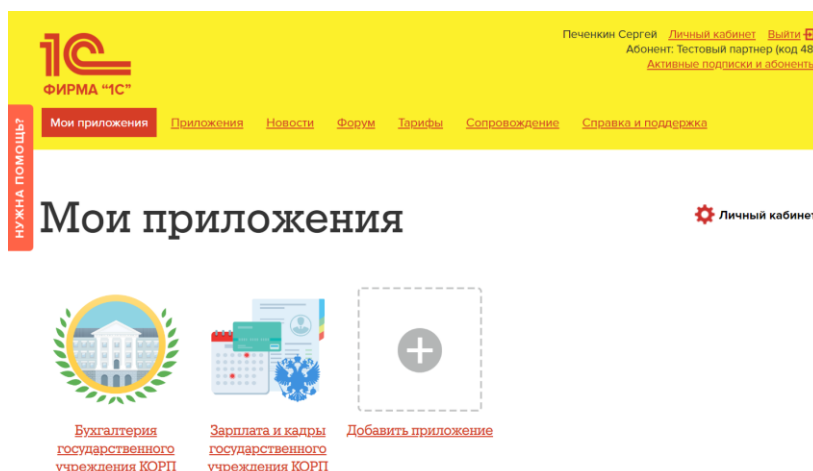 Печенкин Сергей Личный кабинет Выйти
1С
ФИРМА "1С"
Абонент: Тестовый партнер (код 48
Активные подписки и абоненты
Мои приложения Приложения Новости Форум Тарифы Сопровождение Справка и поддержка
НУЖНА ПОМОЩЬ?
Мои приложения
Личный кабинет
Бухгалтерия
государственного
учреждения КОРП
Зарплата и кадры
государственного
учреждения КОРП
Добавить приложение